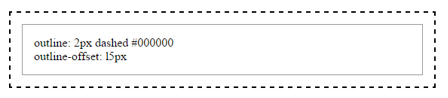 outline: 2px dashed #000000
outline-offset: 15px